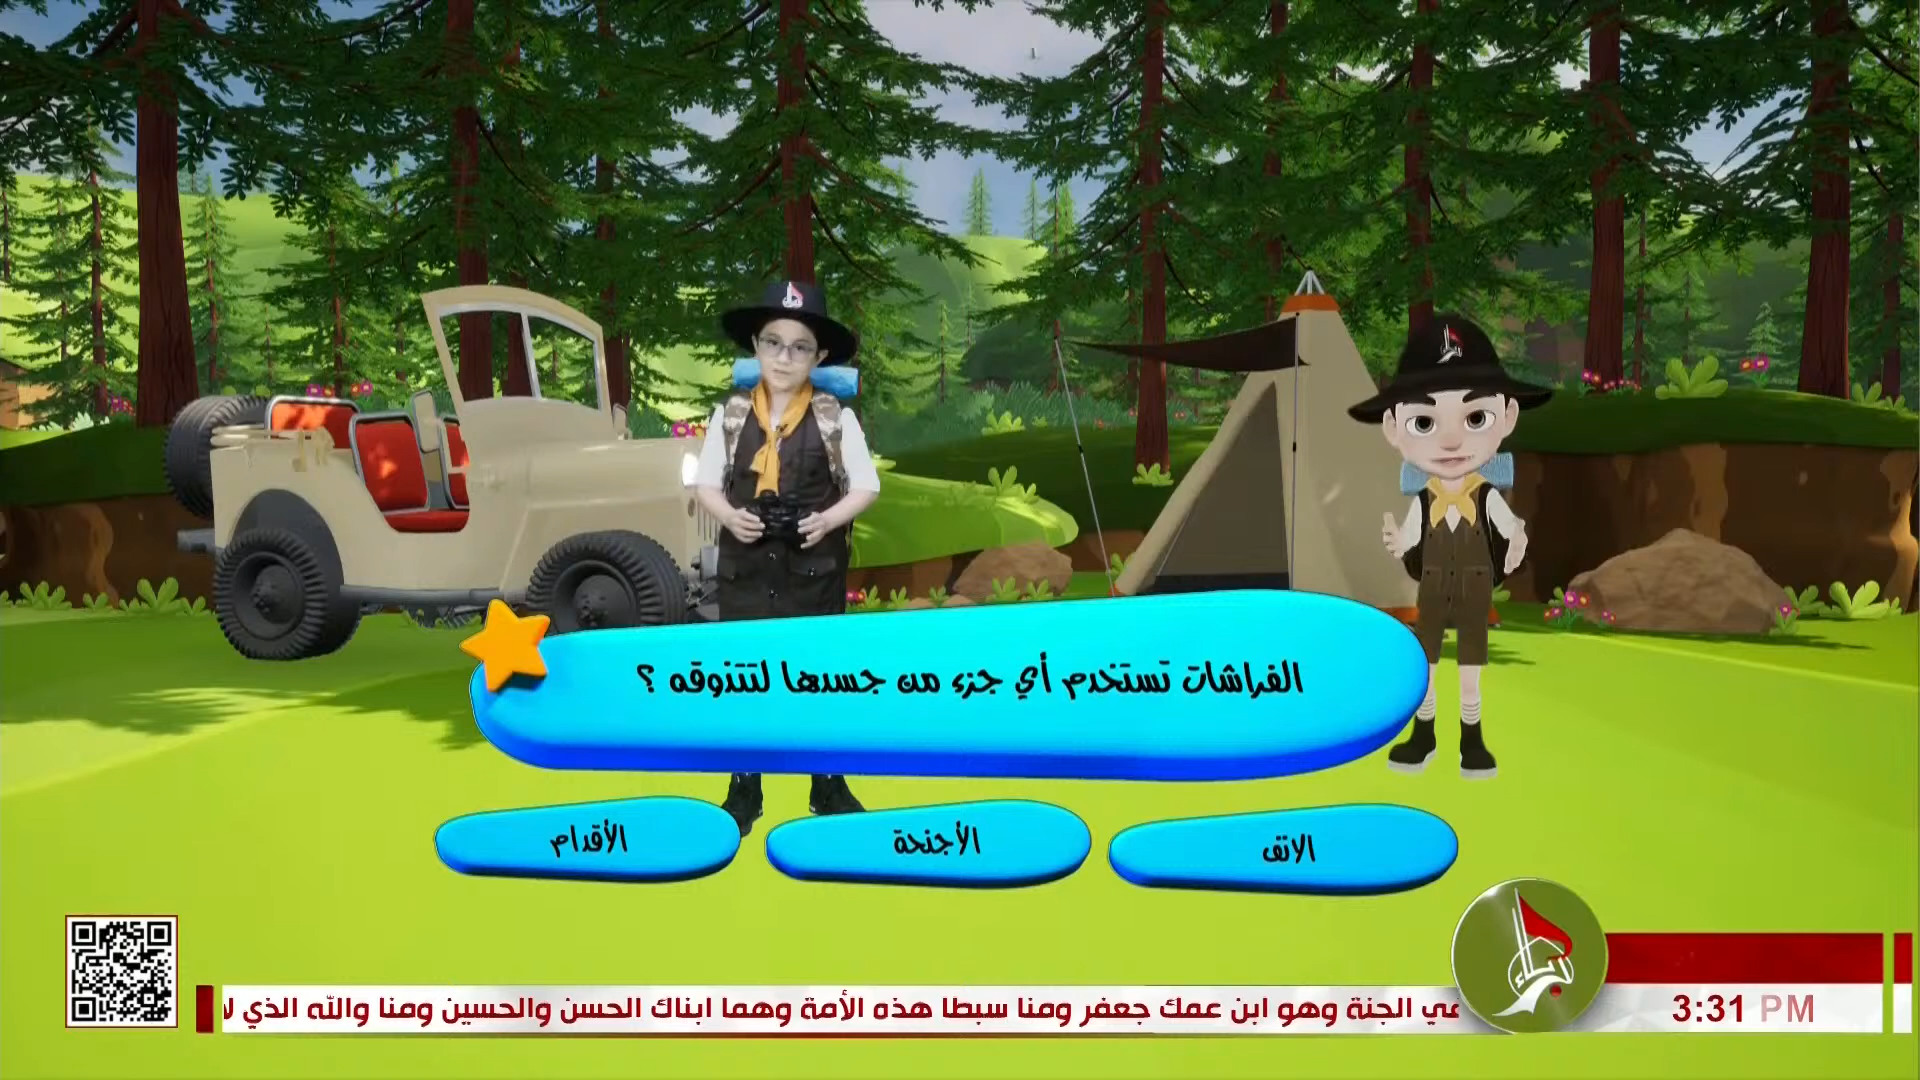 الفراشات تستخدم أي جزء من جسدها لتتذوقه ؟
الانف
الأجنحة
الأقدام
في الجنة وهو ابن عمك جعفر ومنا سبطا هذه الأمة وهما ابناك الحسن والحسين ومنا والله الذي لا
3:31 PM